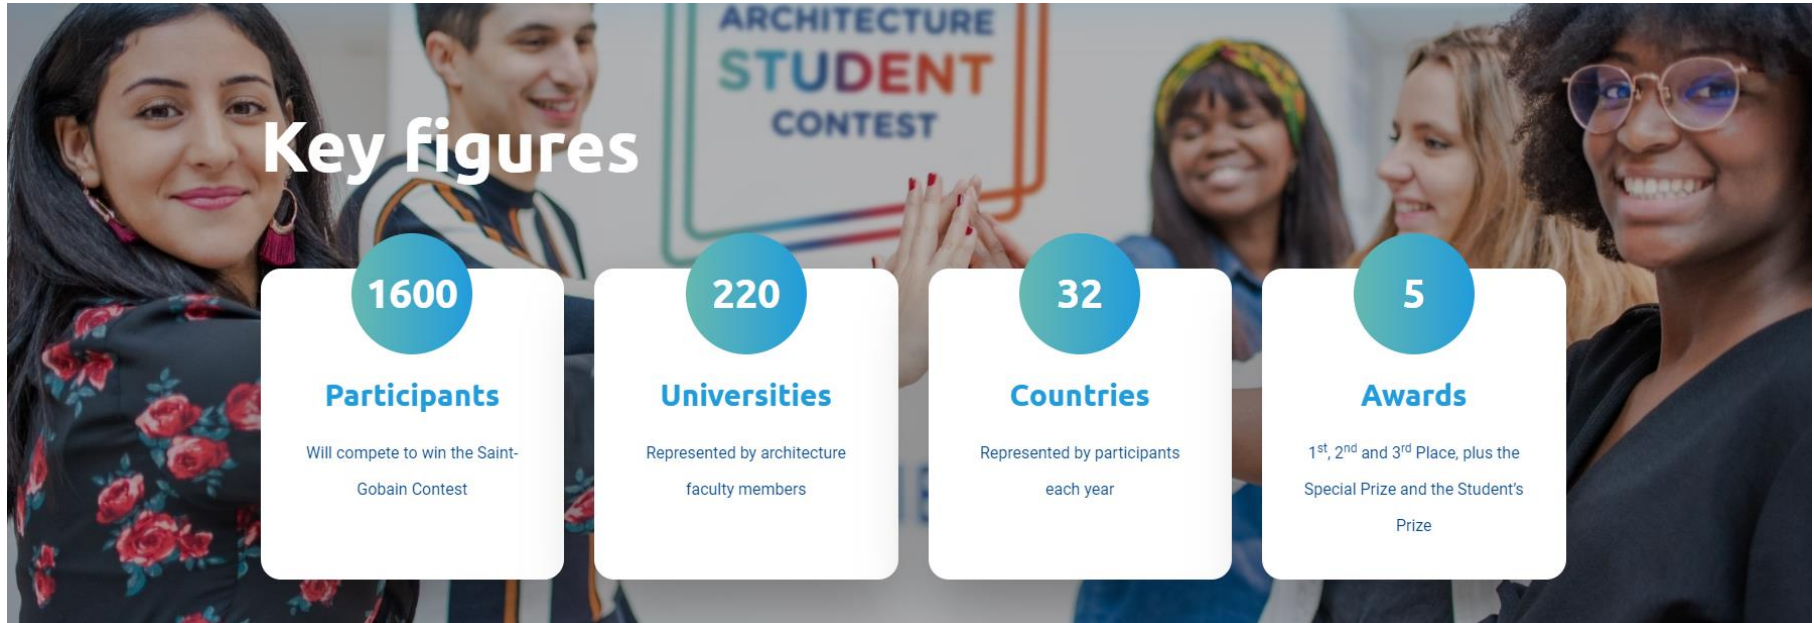 ARCHITECTURE
STUDENT
CONTEST
Key figures
1600
Participants
Will compete to win the Saint-
Gobain Contest
220
Universities
Represented by architecture
faculty members
32
Countries
Represented by participants
each year
5
Awards
1st, 2nd and 3rd Place, plus the
Special Prize and the Student’s
Prize